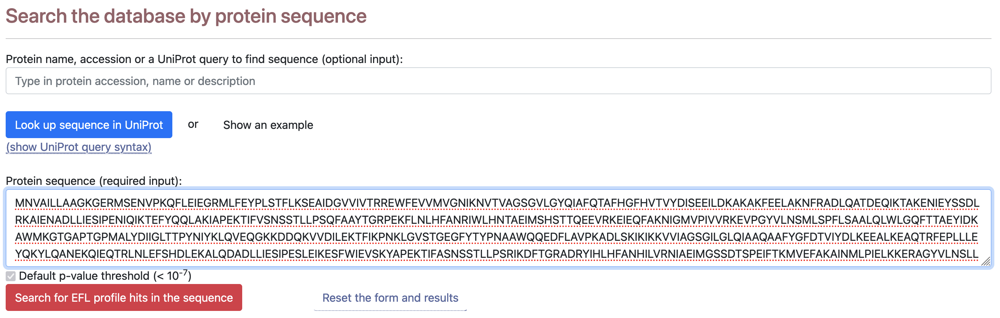 Search the database by protein sequence
Protein name, accession or a UniProt query to find sequence (optional input):
Type in protein accession, name or description
Look up sequence in UniProt or Show an example
(show UniProt query syntax)
Protein sequence (required input):
MNVAILLAAGKGERMSENVPKQFLEIEGRMLFEYPLSTFLKSEAIDGVVIVTRREWFEVVMVGNIKNVTVAGSGVLGYQIAFQTAFHGFHVTVYDISEEILDKAKAKFEELAKNFRADLQATDEQIKTAKENIEYSSDL
RKAIENADLLIESIPENIQIKTEFYQQLAKIAPEKTIFVSNSSTLLPSQFAAYTGRPEKFLNLHFANRIWLHNTAEIMSHSTTQEEVRKEIEQFAKNIGMVPIVVRKEVPGYVLNSMLSPFLSAALQLWLGQFTTAEYIDK
AWMKGTGAPTGPMALYDIIGLTTPYNIYKLQVEQGKKDDQKVVDILEKTFIKPNKLGVSTGEGFYTYPNAAWQQEDFLAVPKADLSKIKIKKVVIAGSGILGLQIAAQAAFYGFDTVIYDLKEEALKEAQTRFEPLLLE
YQKYLQANEKQIEQTRLNLEFSHDLEKALQDADLLIESIPESLEIKESFWIEVSKYAPEKTIFASNSSTLLPSRIKDFTGRADRYIHLHFANHILVRNIAEIMGSSDTSPEIFTKMVEFAKAINMLPIELKKERAGYVLNSLL
Default p-value threshold (< 10⁻⁷)
Search for EFL profile hits in the sequence Reset the form and results